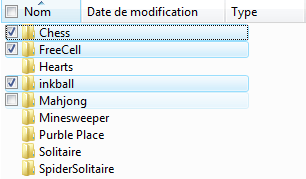 Nom Date de modification Type
Chess
FreeCell
Hearts
inkball
Mahjong
Minesweeper
Purble Place
Solitaire
SpiderSolitaire